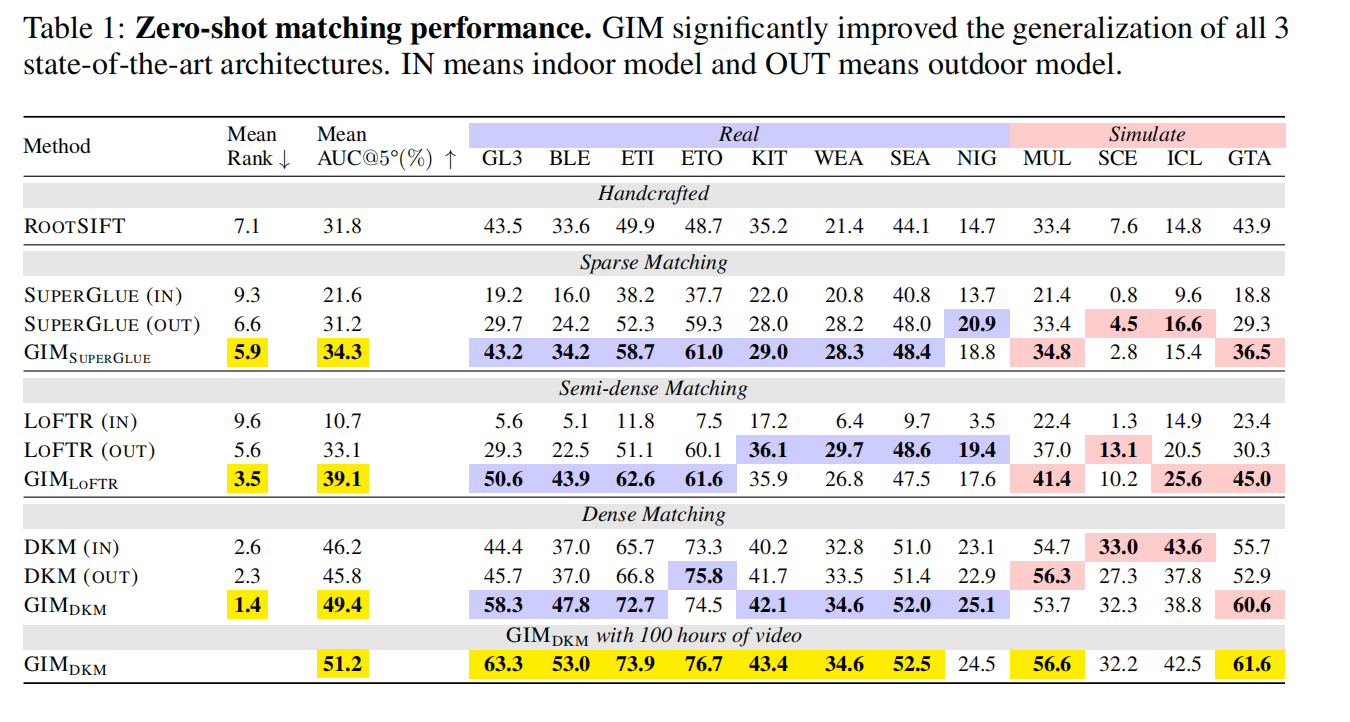 Table 1: Zero-shot matching performance. GIM significantly improved the generalization of all 3
state-of-the-art architectures. IN means indoor model and OUT means outdoor model.
Method Mean Rank ↓ Mean AUC@5°(%) ↑ Real Simulate
GL3 BLE ETI ETO KIT WEA SEA NIG MUL SCE ICL GTA
Handcrafted
ROOTSIFT 7.1 31.8 43.5 33.6 49.9 48.7 35.2 21.4 44.1 14.7 33.4 7.6 14.8 43.9
Sparse Matching
SUPERGLUE (IN) 9.3 21.6 19.2 16.0 38.2 37.7 22.0 20.8 40.8 13.7 21.4 0.8 9.6 18.8
SUPERGLUE (OUT) 6.6 31.2 29.7 24.2 52.3 59.3 28.0 28.2 48.0 20.9 33.4 4.5 16.6 29.3
GIM SUPERGLUE 5.9 34.3 43.2 34.2 58.7 61.0 29.0 28.3 48.4 18.8 34.8 2.8 15.4 36.5
Semi-dense Matching
LOFTR (IN) 9.6 10.7 5.6 5.1 11.8 7.5 17.2 6.4 9.7 3.5 22.4 1.3 14.9 23.4
LOFTR (OUT) 5.6 33.1 29.3 22.5 51.1 60.1 36.1 29.7 48.6 19.4 37.0 13.1 20.5 30.3
GIM LOFTR 3.5 39.1 50.6 43.9 62.6 61.6 35.9 26.8 47.5 17.6 41.4 10.2 25.6 45.0
Dense Matching
DKM (IN) 2.6 46.2 44.4 37.0 65.7 73.3 40.2 32.8 51.0 23.1 54.7 33.0 43.6 55.7
DKM (OUT) 2.3 45.8 45.7 37.0 66.8 75.8 41.7 33.5 51.4 22.9 56.3 27.3 37.8 52.9
GIM DKM 1.4 49.4 58.3 47.8 72.7 74.5 42.1 34.6 52.0 25.1 53.7 32.3 38.8 60.6
GIM DKM with 100 hours of video
GIM DKM 51.2 63.3 53.0 73.9 76.7 43.4 34.6 52.5 24.5 56.6 32.2 42.5 61.6